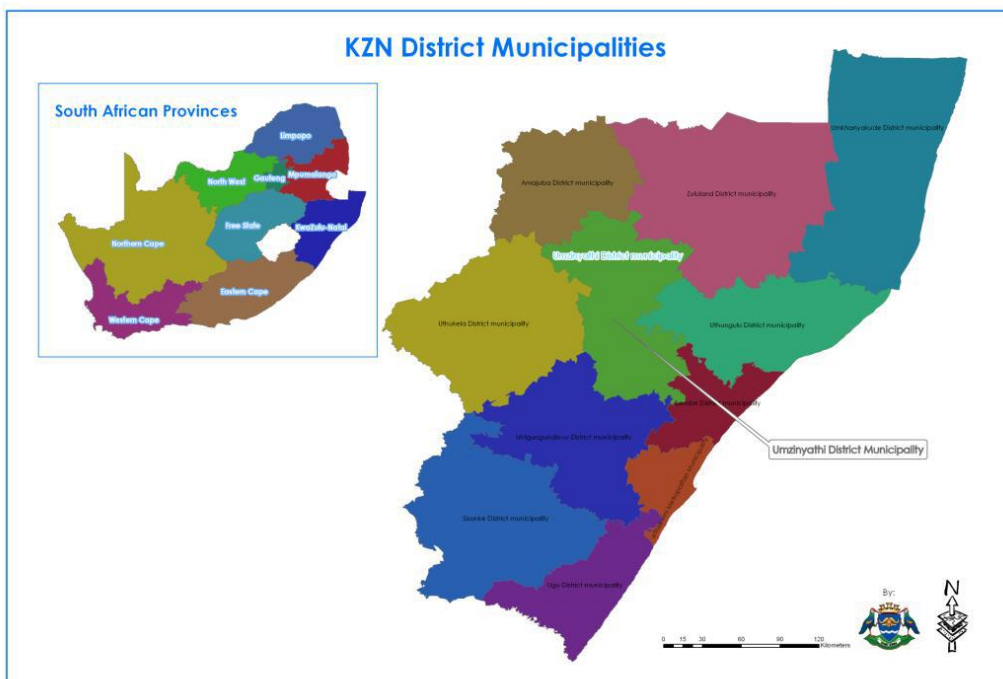 KZN District Municipalities
South African Provinces
Limpopo
North West
Gauteng
Mpumalanga
Free State
KwaZulu-Natal
Northern Cape
Eastern Cape
Western Cape
Umkhanyakude District municipality
Amajuba District municipality
Zululand District municipality
Umzinyathi District municipality
Uthukela District municipality
Uthungulu District municipality
District municipality
District municipality
Umzinyathi District Municipality
Metropolitan
Sisonke District municipality
Ugu District municipality
By:
N
0 15 30 60 90 120
Kilometers